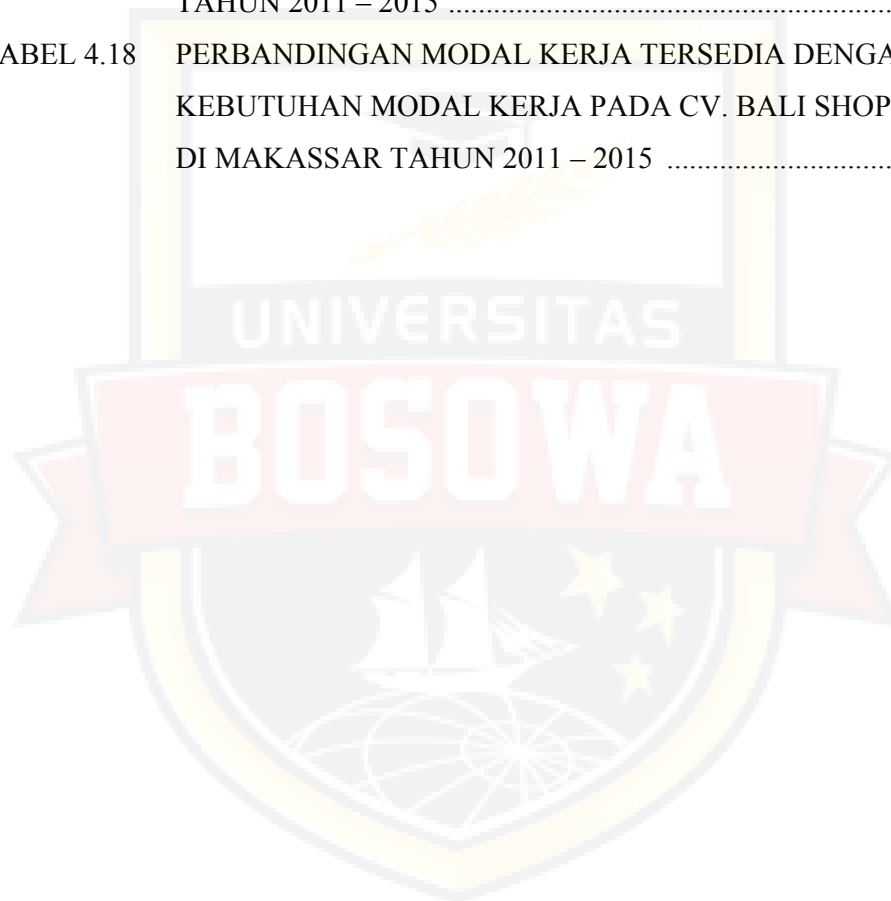 TAHUN 2011 – 2015 ............................................................
ABEL 4.18 PERBANDINGAN MODAL KERJA TERSEDIA DENGA
KEBUTUHAN MODAL KERJA PADA CV. BALI SHOP
DI MAKASSAR TAHUN 2011 – 2015 ...............................
UNIVERSITAS
BOSOWA